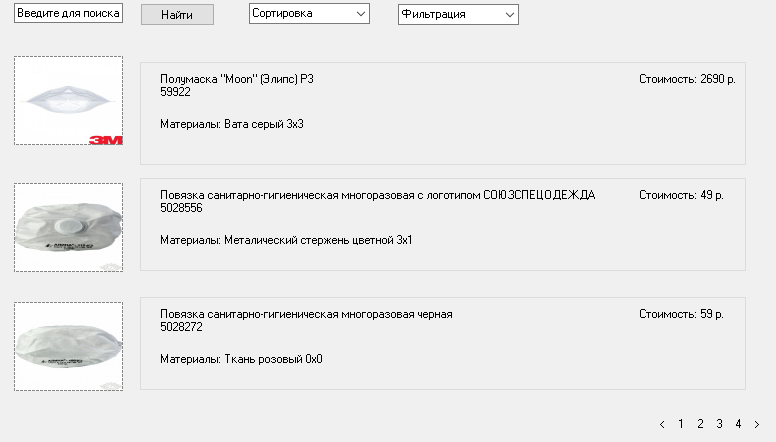 Введите для поиска
Найти
Сортировка
Фильтрация
Полумаска "Moon" (Элипс) P3
Стоимость: 2690 р.
59922
Материалы: Вата серый 3x3
3M
Повязка санитарно-гигиеническая многоразовая с логотипом СОЮЗСПЕЦОДЕЖДА
Стоимость: 49 р.
5028556
Материалы: Металический стержень цветной 3x1
Повязка санитарно-гигиеническая многоразовая черная
Стоимость: 59 р.
5028272
Материалы: Ткань розовый 0x0
< 1 2 3 4 >